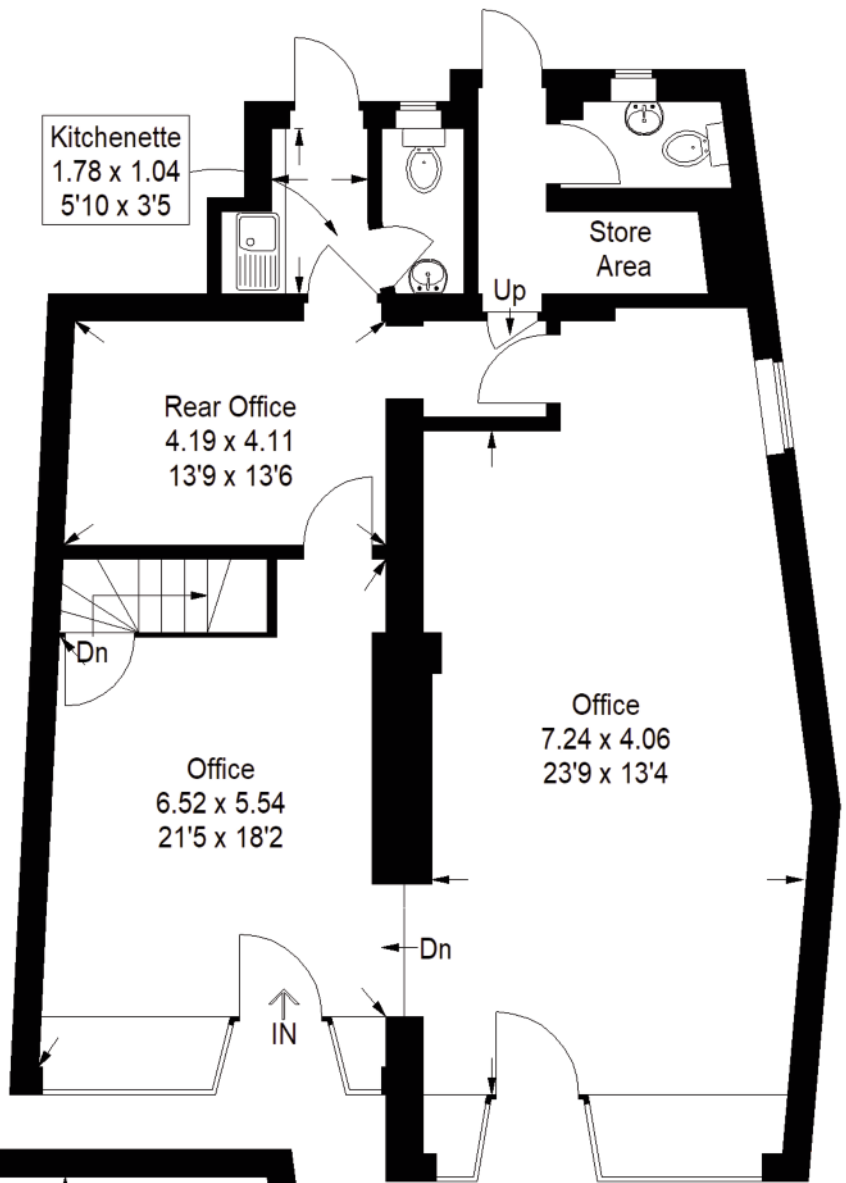 Kitchenette
1.78 x 1.04
5'10 x 3'5
Store
Area
Up
Rear Office
4.19 x 4.11
13'9 x 13'6
Dn
Office
7.24 x 4.06
23'9 x 13'4
Office
6.52 x 5.54
21'5 x 18'2
Dn
IN